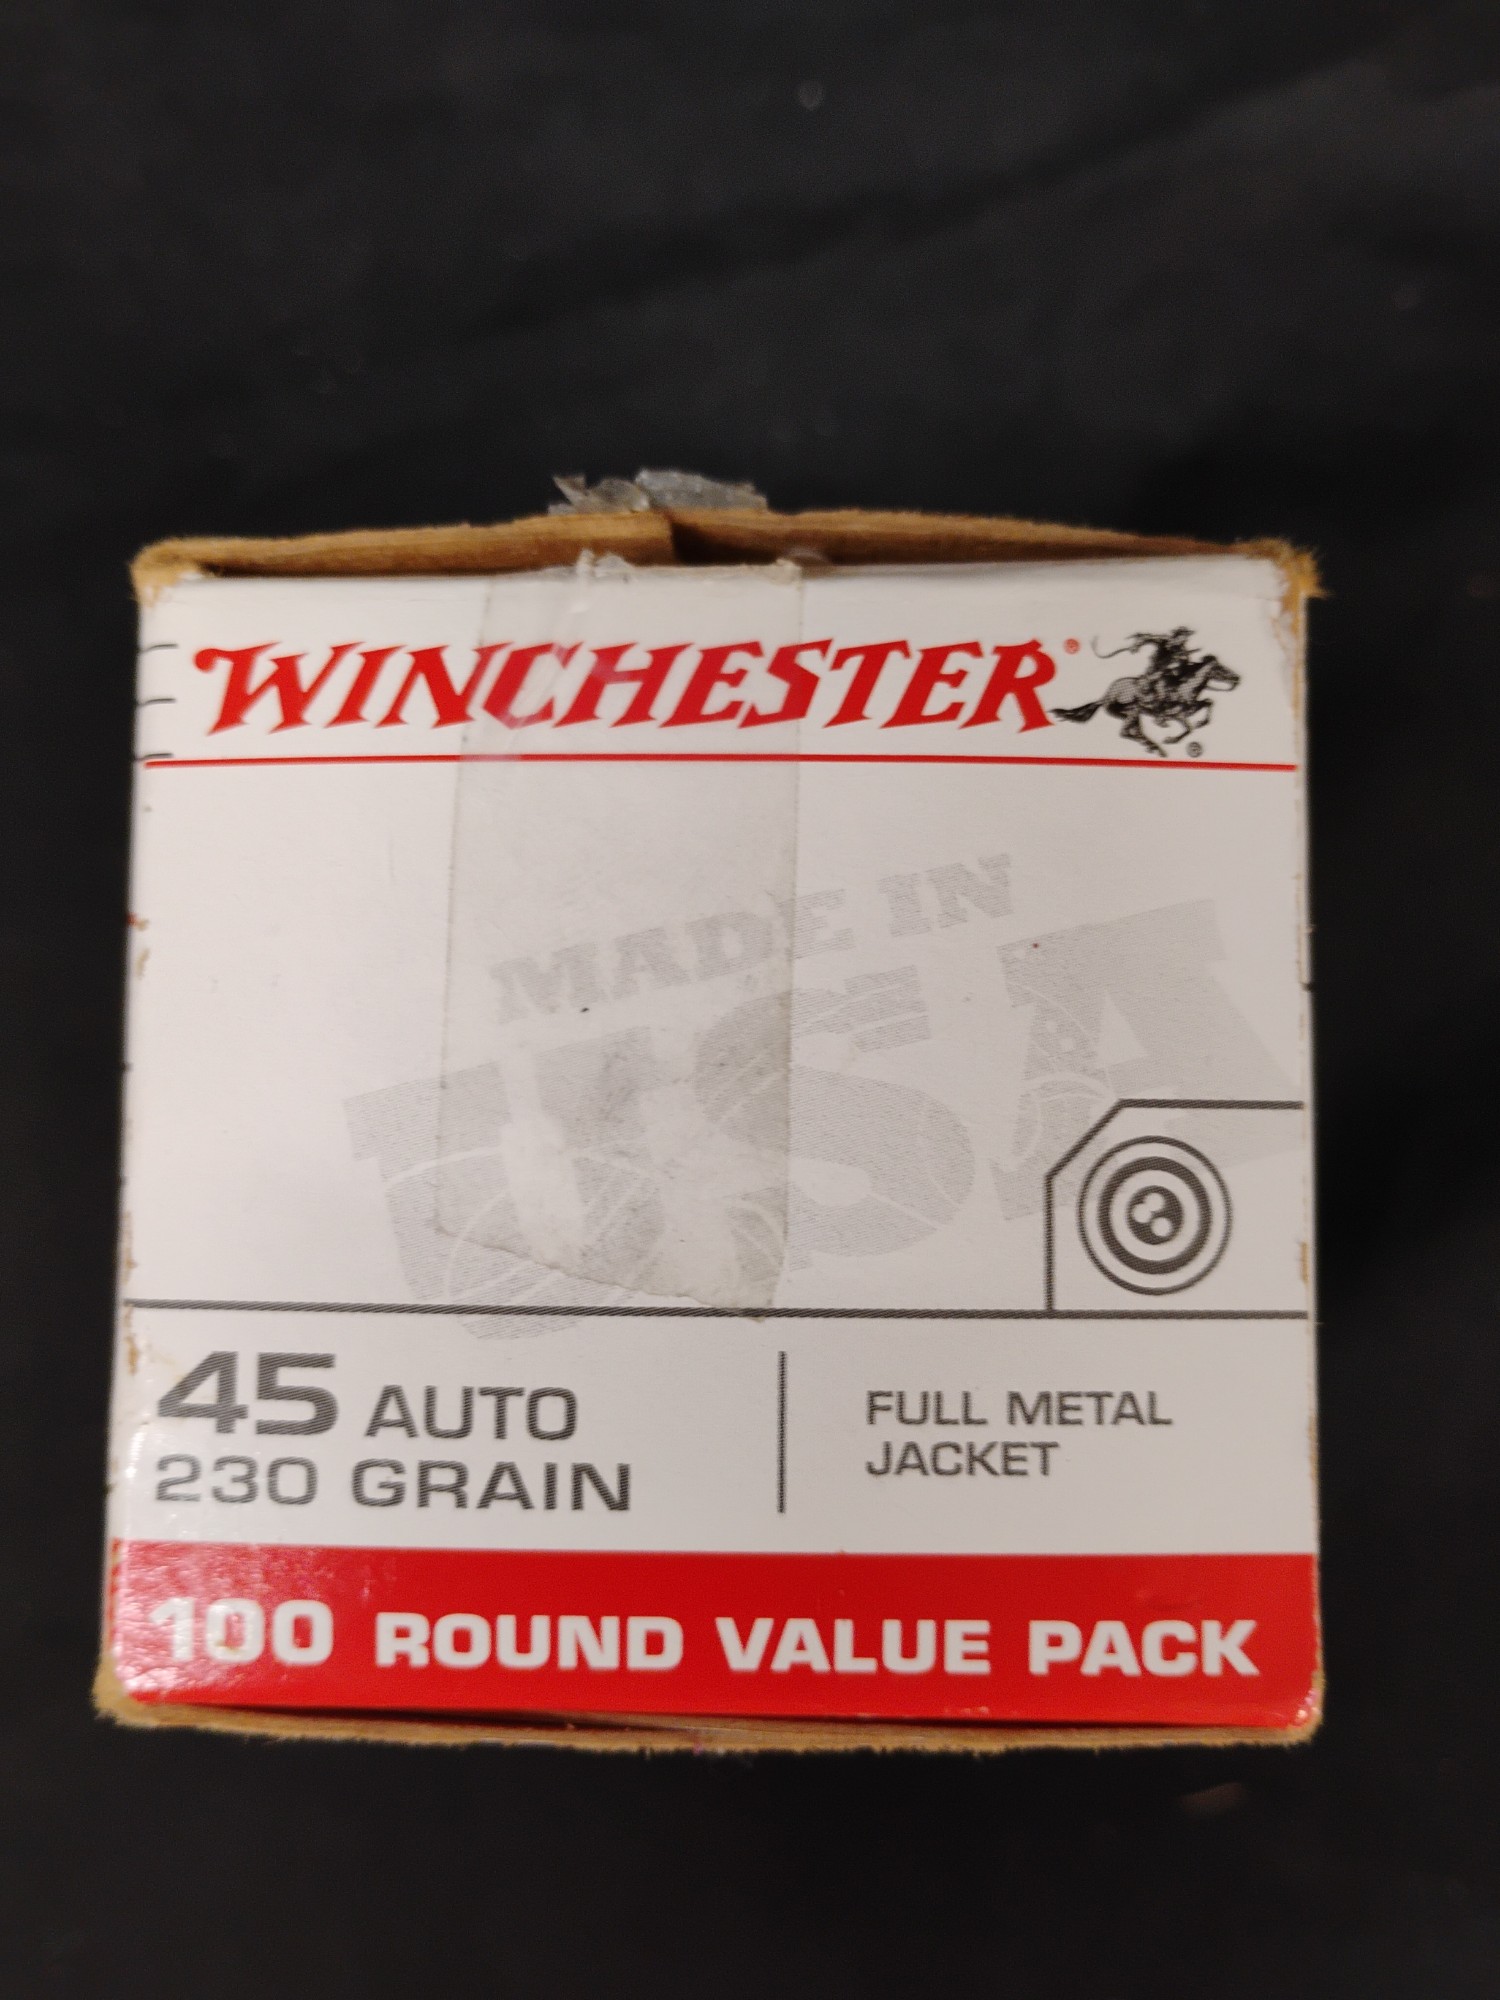 WINCHESTER®
®
MADE IN
USA
45 AUTO
230 GRAIN
FULL METAL
JACKET
100 ROUND VALUE PACK